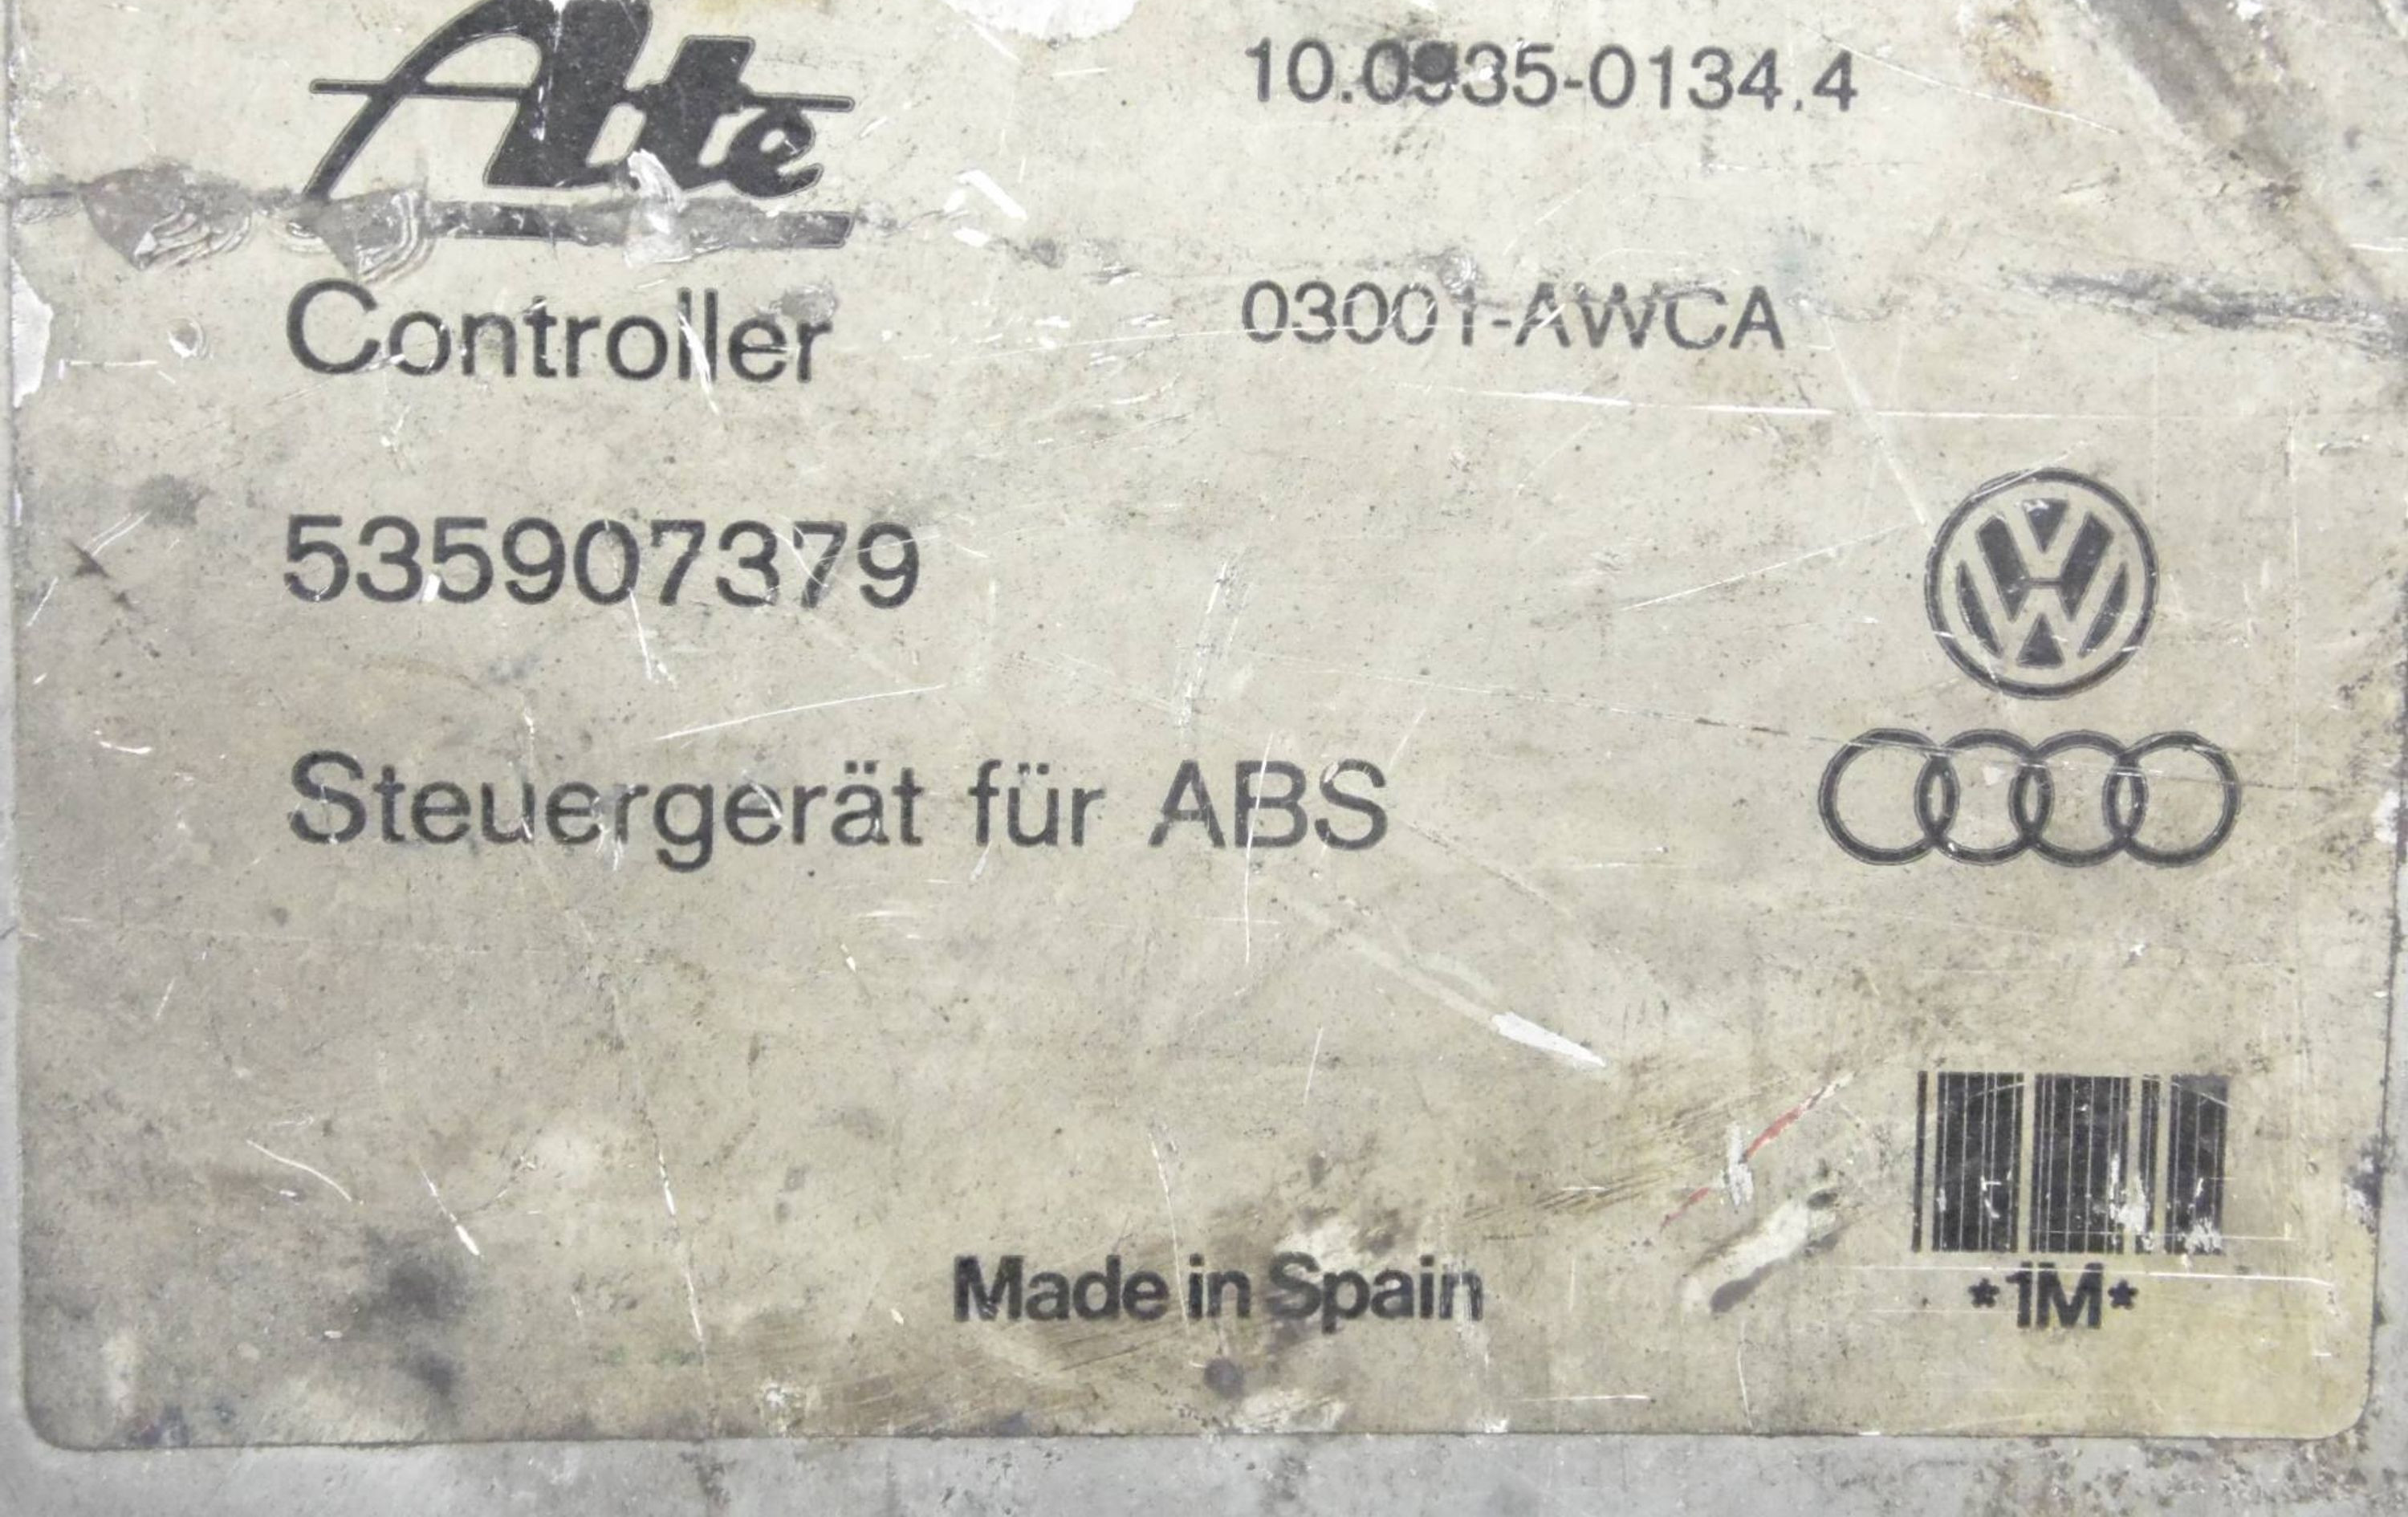 Ate 10.0935-0134.4
Controller 03001-AWCA
535907379
Steuergerät für ABS
Made in Spain
*1M*